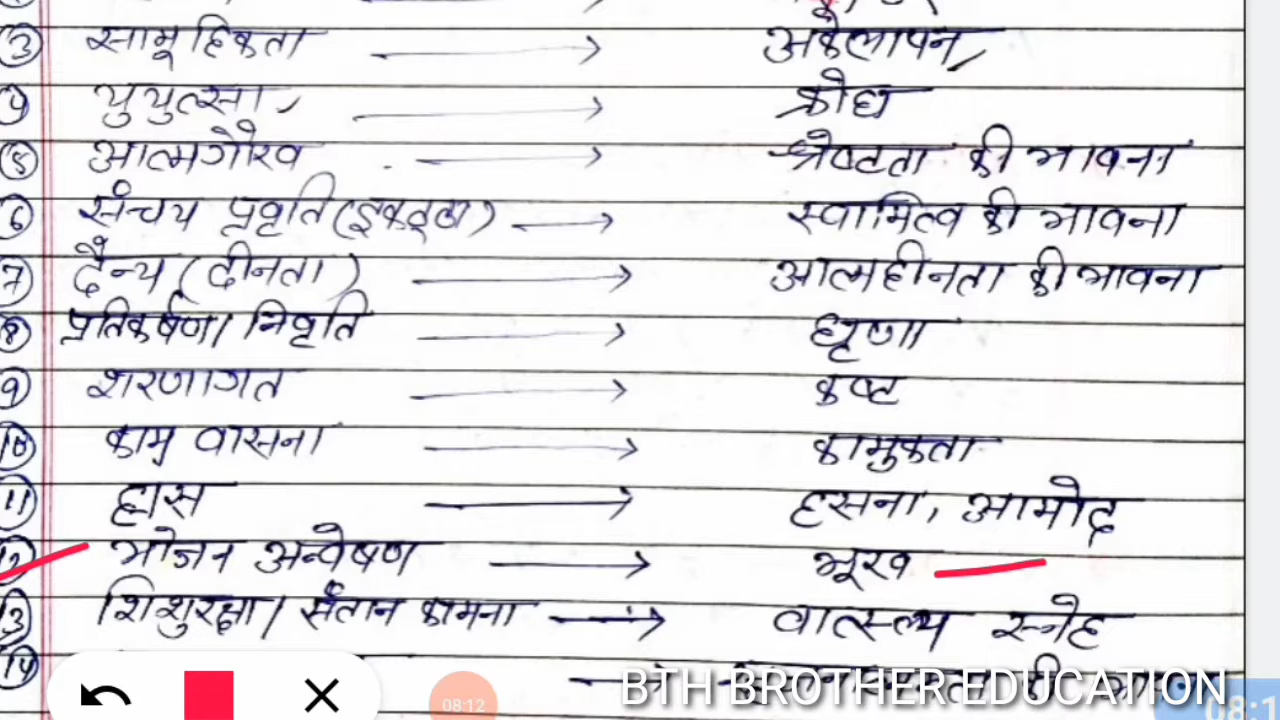 ③ सामूहिकता → अकेलापन
④ युयुत्सा → क्रोध
⑤ आत्मगौरव → श्रेष्टता की भावना
⑥ संचय प्रवृति (इकट्ठा) → स्वामित्व की भावना
⑦ दैन्य (दीनता) → आत्महीनता की भावना
⑧ प्रतिकर्षण/ निवृति → घृणा
⑨ शरणागत → कष्ट
⑩ काम वासना → कामुकता
⑪ हास → हसना, आमोद
भोजन अन्वेषण → भूख
⑬ शिशुरक्षा/ संतान कामना → वात्सल्य स्नेह
⑭ → की
BTH BROTHER EDUCATION
08:12